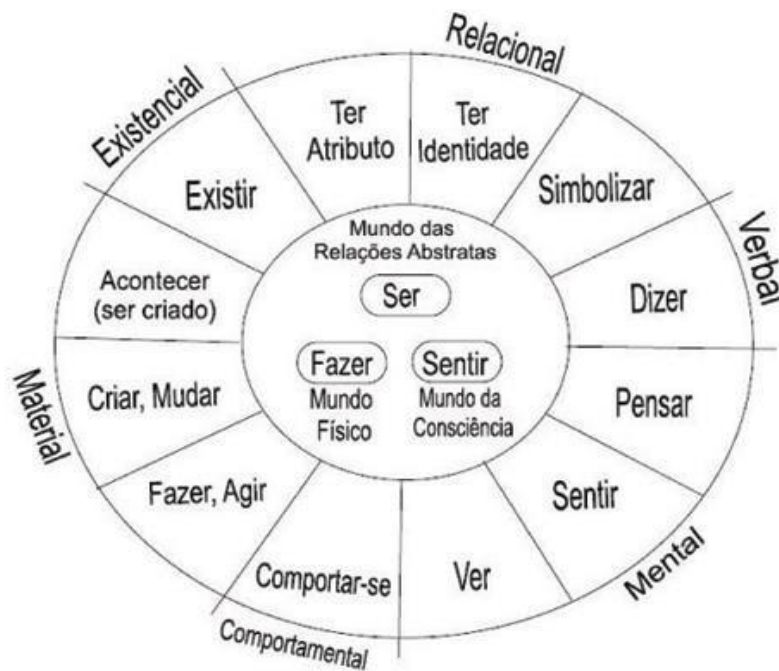 Relacional
Existencial
Ter
Atributo
Ter
Identidade
Simbolizar
Existir
Verbal
Mundo das
Relações Abstratas
Ser
Acontecer
(ser criado)
Dizer
Fazer
Mundo
Físico
Sentir
Mundo da
Consciência
Material
Criar, Mudar
Pensar
Fazer, Agir
Sentir
Mental
Comportar-se
Ver
Comportamental